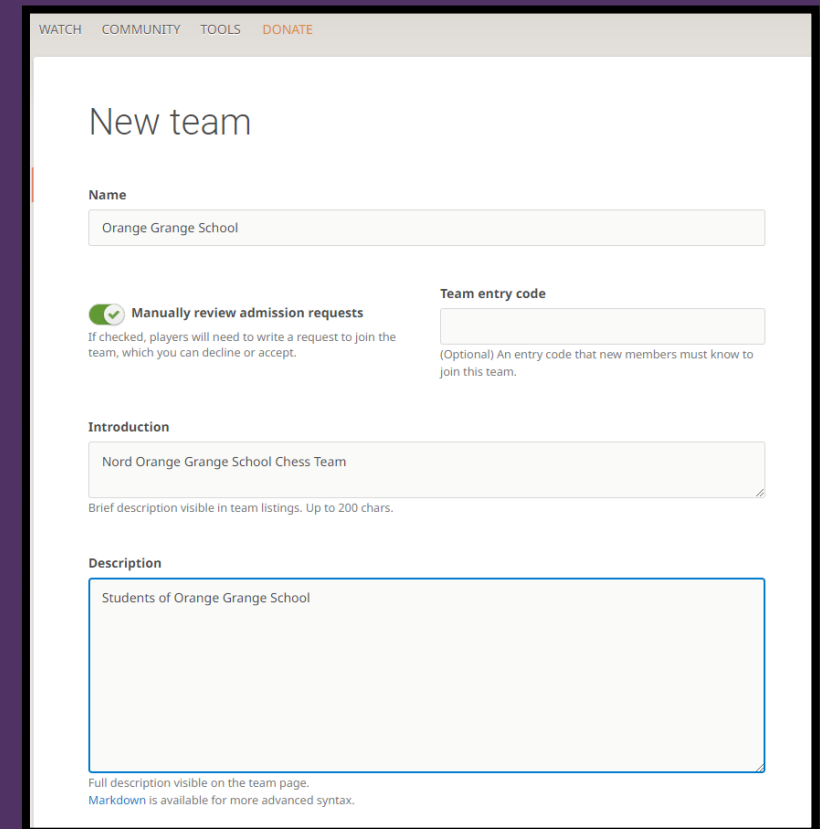 WATCH COMMUNITY TOOLS DONATE
New team
Name
Orange Grange School
Manually review admission requests
If checked, players will need to write a request to join the
team, which you can decline or accept.
Team entry code
(Optional) An entry code that new members must know to
join this team.
Introduction
Nord Orange Grange School Chess Team
Brief description visible in team listings. Up to 200 chars.
Description
Students of Orange Grange School
Full description visible on the team page.
Markdown is available for more advanced syntax.